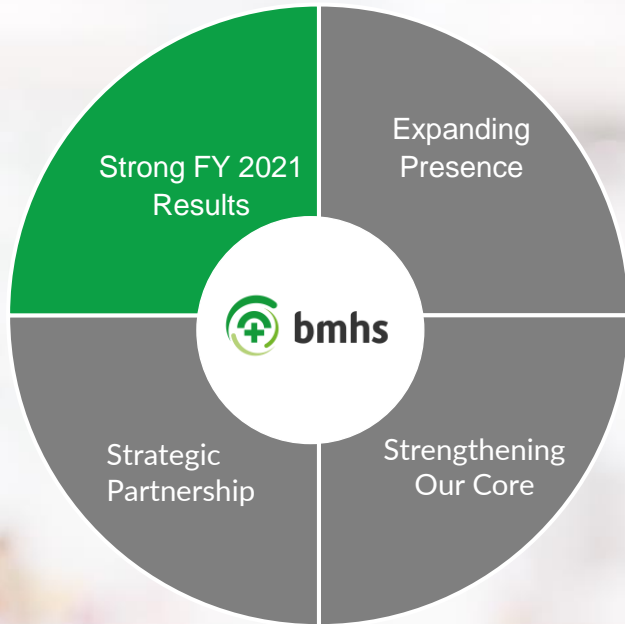 Strong FY 2021
Results
Expanding
Presence
bmhs
Strategic
Partnership
Strengthening
Our Core